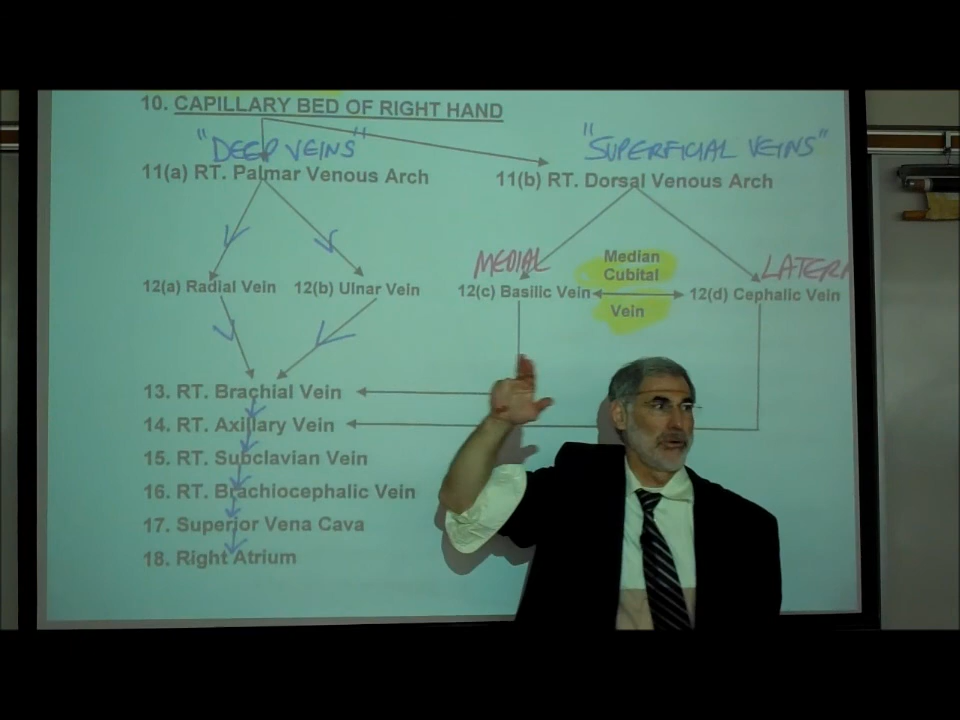 10. CAPILLARY BED OF RIGHT HAND
"DEEP VEINS"
"SUPERFICIAL VEINS"
11(a) RT. Palmar Venous Arch
11(b) RT. Dorsal Venous Arch
MEDIAL
Median
Cubital
Vein
LATERA
12(a) Radial Vein
12(b) Ulnar Vein
12(c) Basilic Vein
12(d) Cephalic Vein
13. RT. Brachial Vein
14. RT. Axillary Vein
15. RT. Subclavian Vein
16. RT. Brachiocephalic Vein
17. Superior Vena Cava
18. Right Atrium